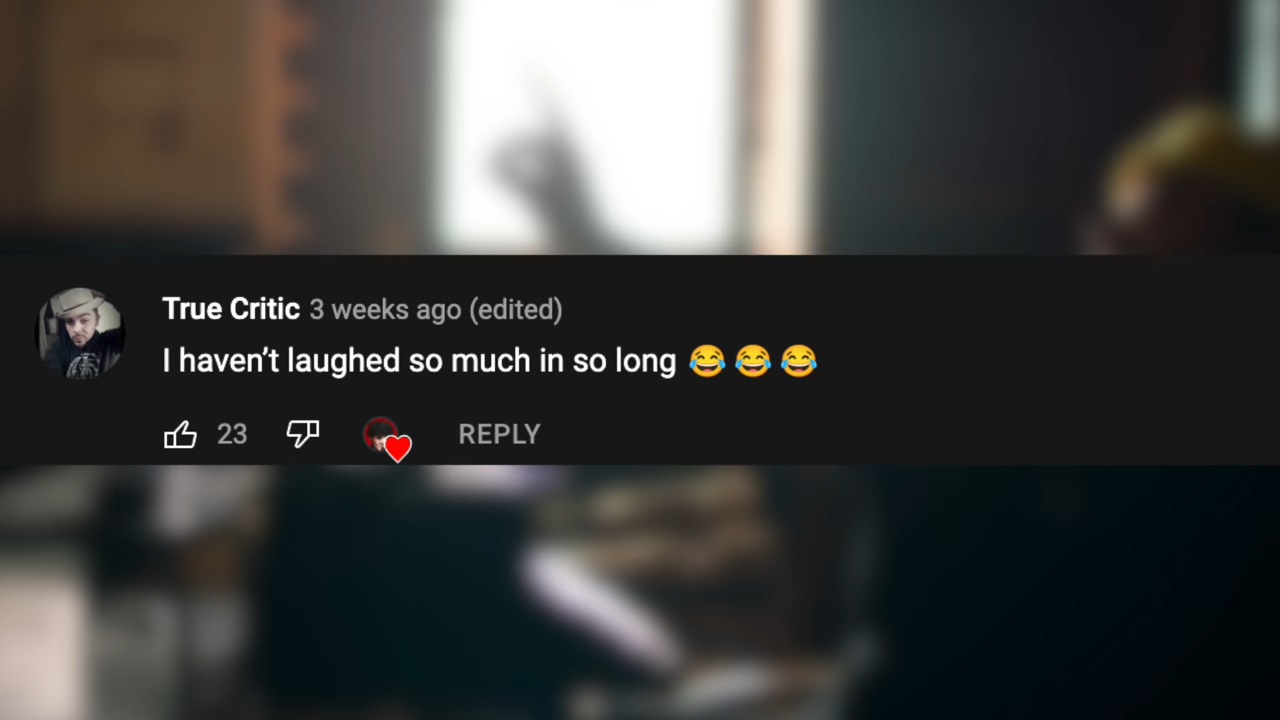 True Critic 3 weeks ago (edited)
I haven’t laughed so much in so long 😂😂😂
23 REPLY